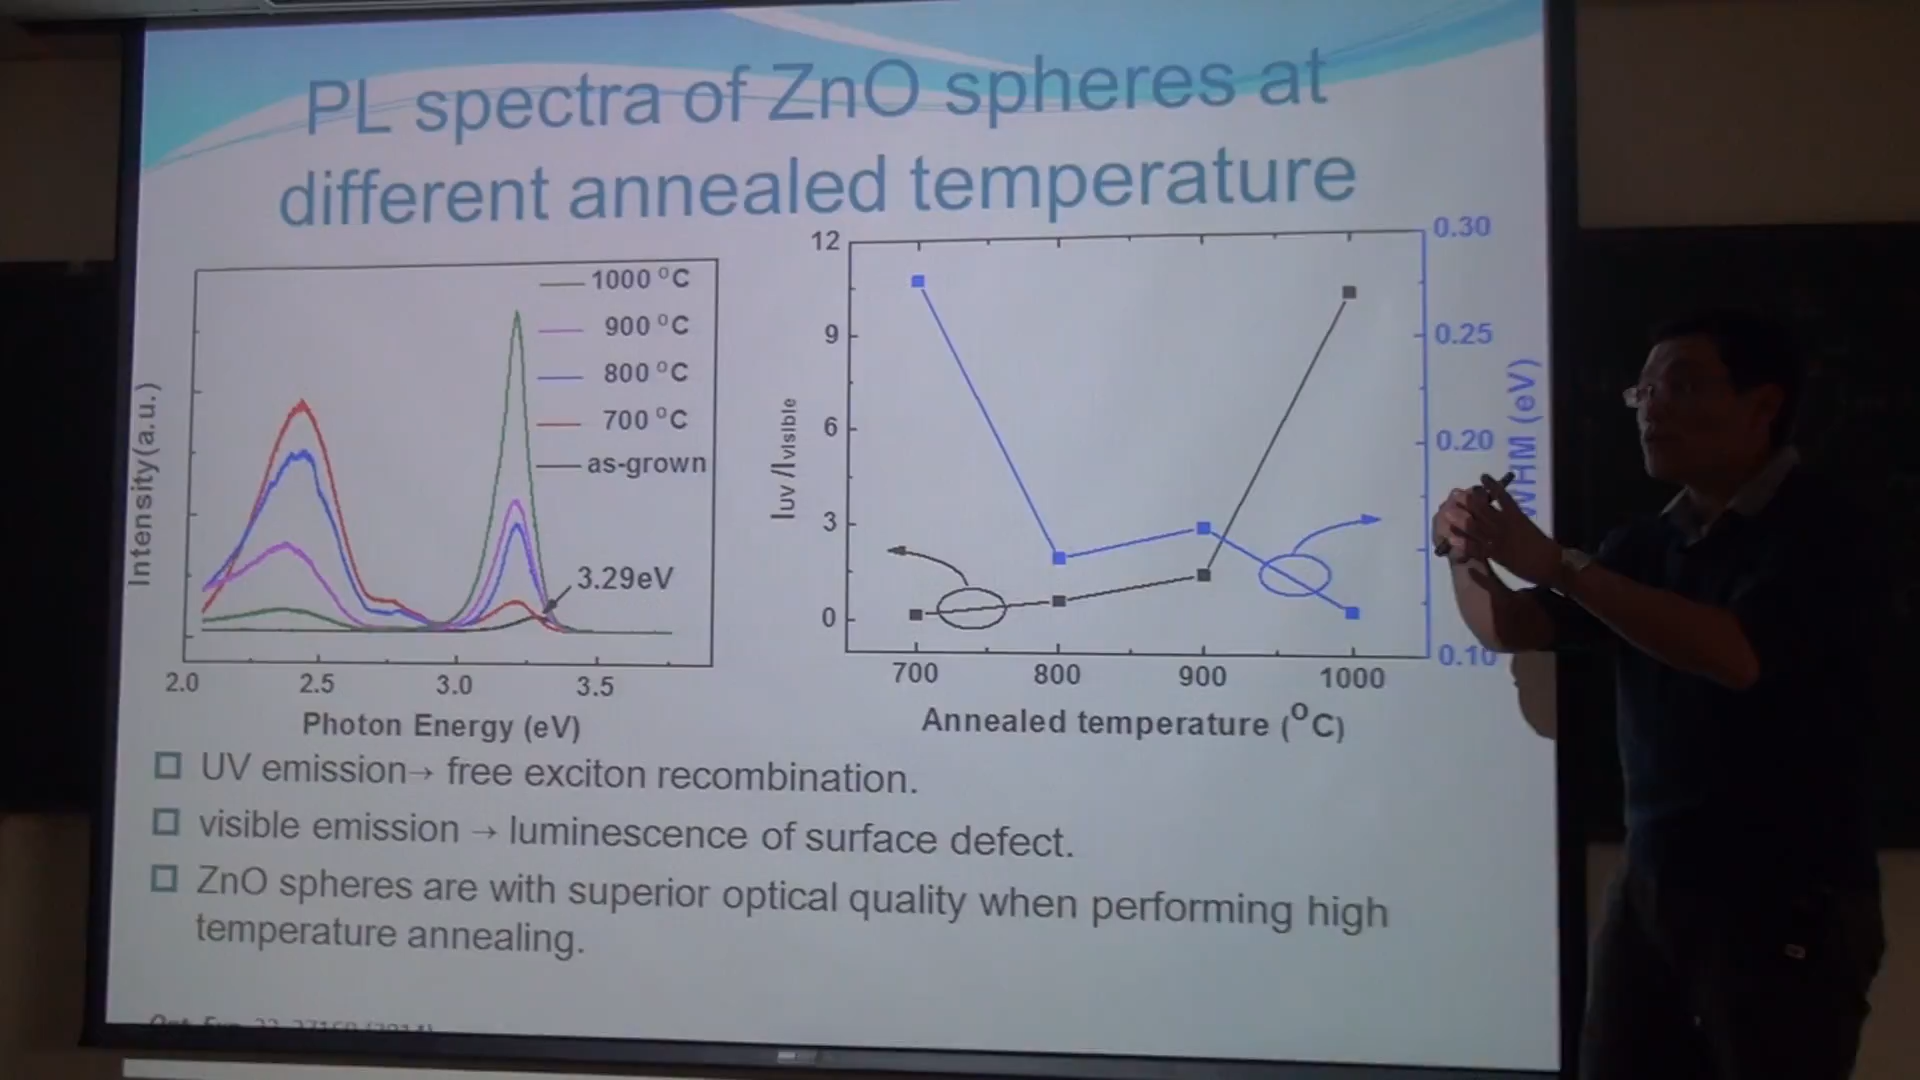 PL spectra of ZnO spheres at
different annealed temperature
Intensity(a.u.)
1000 °C
900 °C
800 °C
700 °C
as-grown
3.29eV
2.0 2.5 3.0 3.5
Photon Energy (eV)
12
9
6
3
0
IUV/Ivisible
0.30
0.25
0.20
0.10
WHM (eV)
700 800 900 1000
Annealed temperature (°C)
UV emission→ free exciton recombination.
visible emission → luminescence of surface defect.
ZnO spheres are with superior optical quality when performing high
temperature annealing.